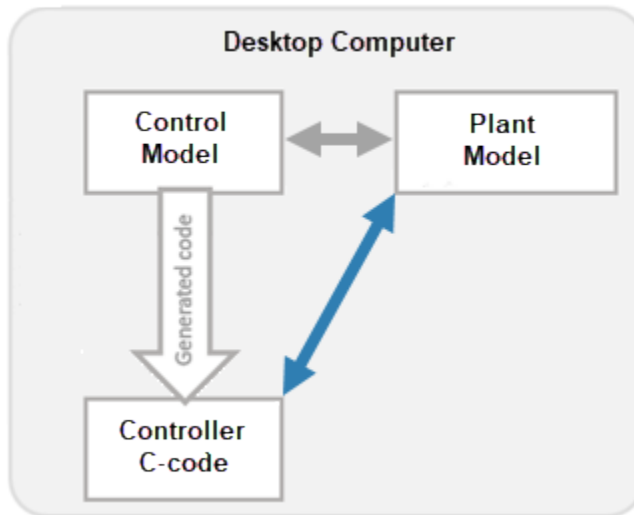 Desktop Computer
Control
Model
Plant
Model
Generated code
Controller
C-code